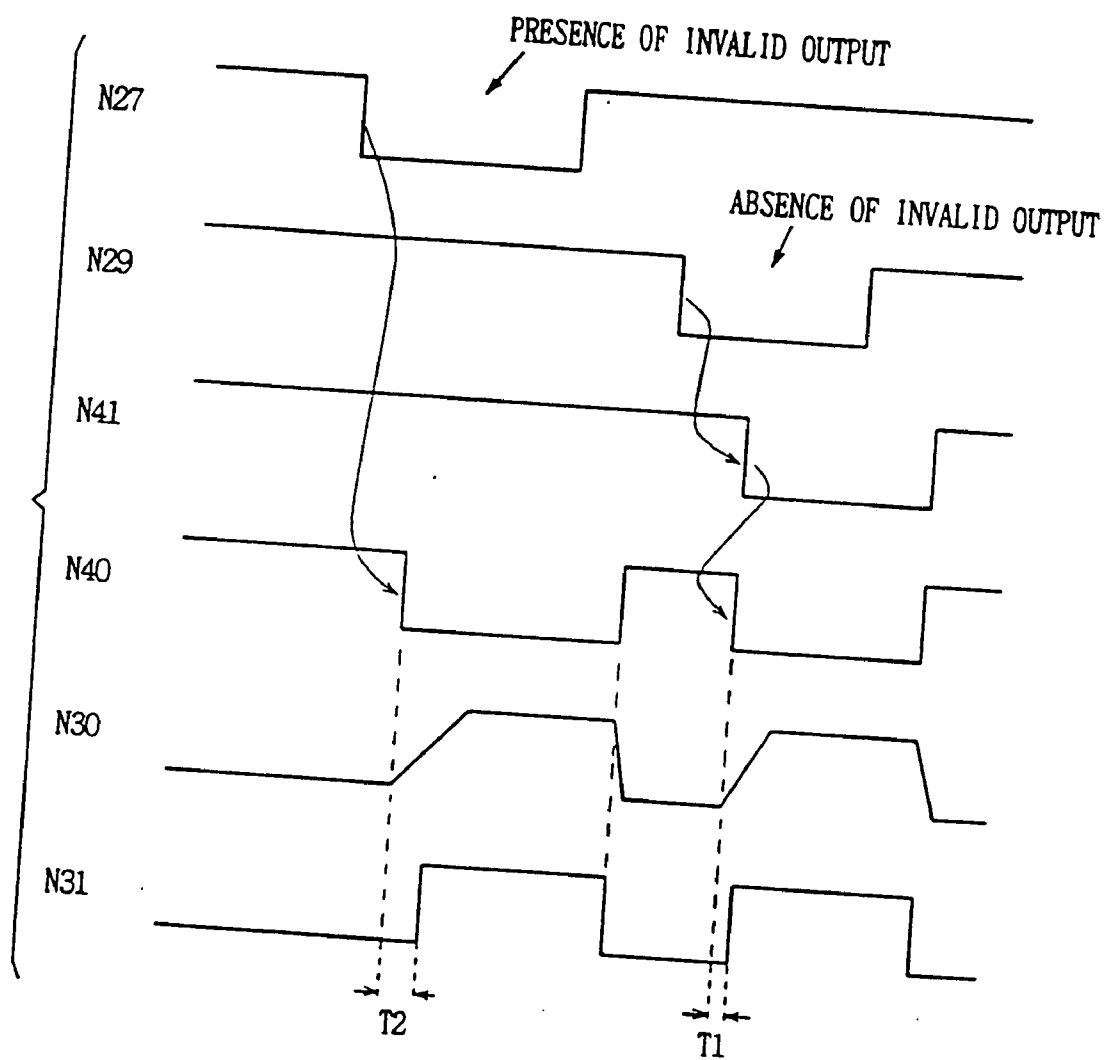 PRESENCE OF INVALID OUTPUT
N27
ABSENCE OF INVALID OUTPUT
N29
N41
N40
N30
N31
T2
T1